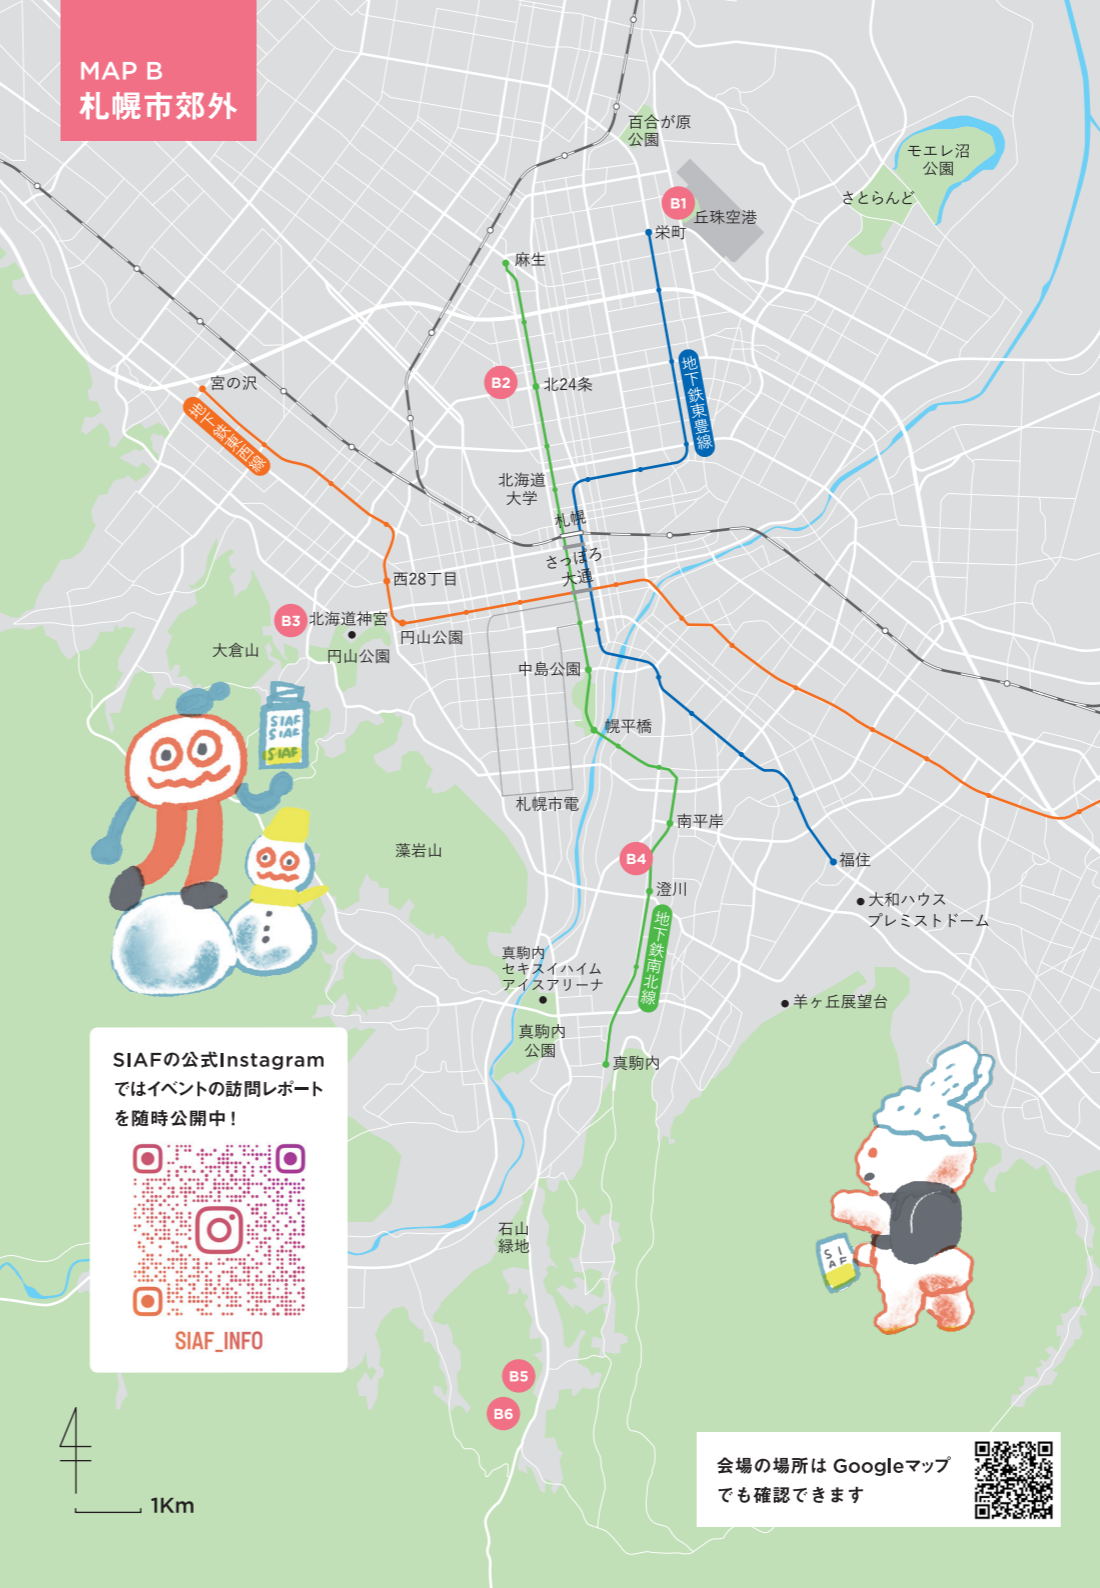 MAP B
札幌市郊外
百合が原
公園
モエレ沼
公園
さとらんど
B1
丘珠空港
栄町
麻生
地下鉄東豊線
B2
北24条
宮の沢
地下鉄東西線
北海道
大学
札幌
さっぽろ
大通
西28丁目
B3
北海道神宮
円山公園
円山公園
大倉山
中島公園
幌平橋
札幌市電
南平岸
藻岩山
B4
澄川
福住
大和ハウス
プレミストドーム
地下鉄南北線
真駒内
セキスイハイム
アイスアリーナ
羊ヶ丘展望台
真駒内
公園
真駒内
SIAF
SIAF
SIAF
SIAFの公式Instagram
ではイベントの訪問レポート
を随時公開中！
SIAF_INFO
石山
緑地
SI
AF
B5
B6
1Km
会場の場所は Googleマップ
でも確認できます